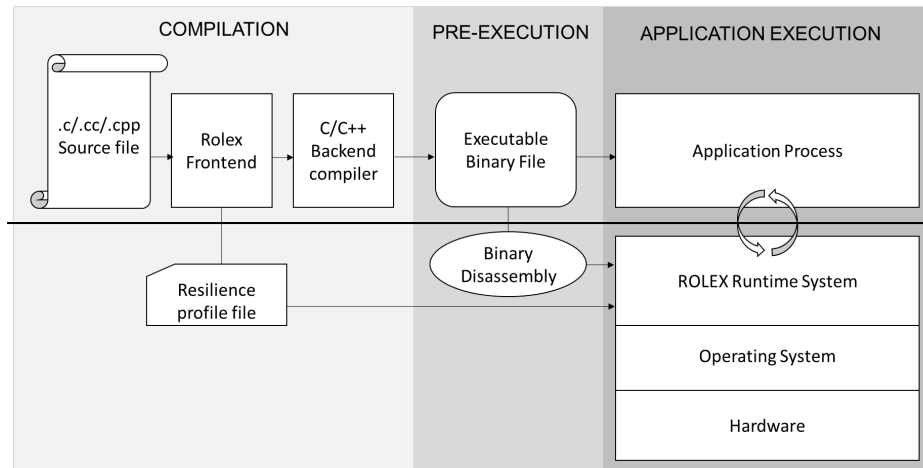 COMPILATION
PRE-EXECUTION
APPLICATION EXECUTION
.c/.cc/.cpp
Source file
Rolex
Frontend
C/C++
Backend
compiler
Executable
Binary File
Application Process
Resilience
profile file
Binary
Disassembly
ROLEX Runtime System
Operating System
Hardware